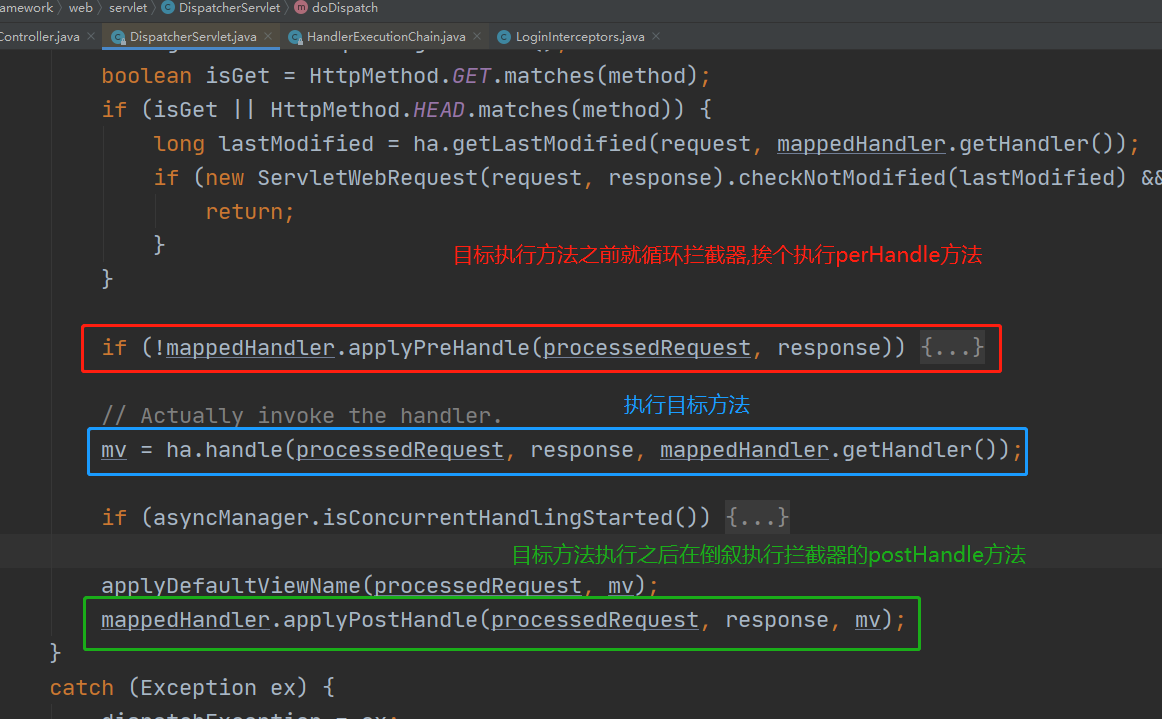 amework › web › servlet › DispatcherServlet › doDispatch
Controller.java × DispatcherServlet.java × HandlerExecutionChain.java × LoginInterceptors.java ×
boolean isGet = HttpMethod.GET.matches(method);
if (isGet || HttpMethod.HEAD.matches(method)) {
long lastModified = ha.getLastModified(request, mappedHandler.getHandler());
if (new ServletWebRequest(request, response).checkNotModified(lastModified) &&
return;
}
目标执行方法之前就循环拦截器,挨个执行perHandle方法
}
if (!mappedHandler.applyPreHandle(processedRequest, response)) {...}
执行目标方法
// Actually invoke the handler.
mv = ha.handle(processedRequest, response, mappedHandler.getHandler());
if (asyncManager.isConcurrentHandlingStarted()) {...}
目标方法执行之后在倒叙执行拦截器的postHandle方法
applyDefaultViewName(processedRequest, mv);
mappedHandler.applyPostHandle(processedRequest, response, mv);
}
catch (Exception ex) {
dispatchException = ex;